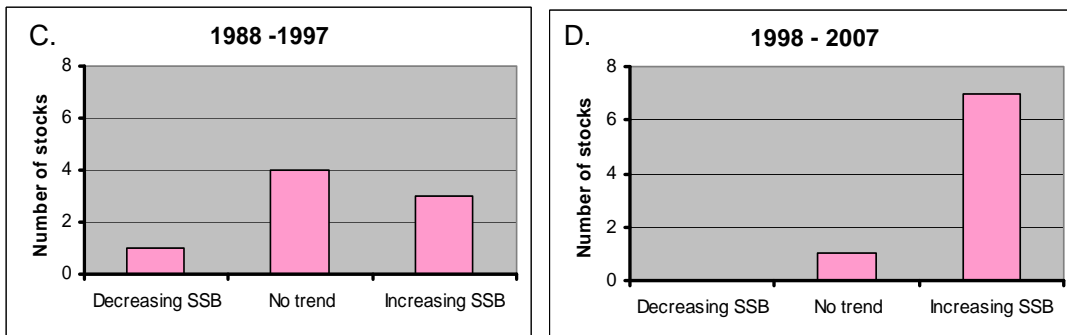 C.
1988 -1997
Number of stocks
8
6
4
2
0
Decreasing SSB
No trend
Increasing SSB
D.
1998 - 2007
Number of stocks
8
6
4
2
0
Decreasing SSB
No trend
Increasing SSB